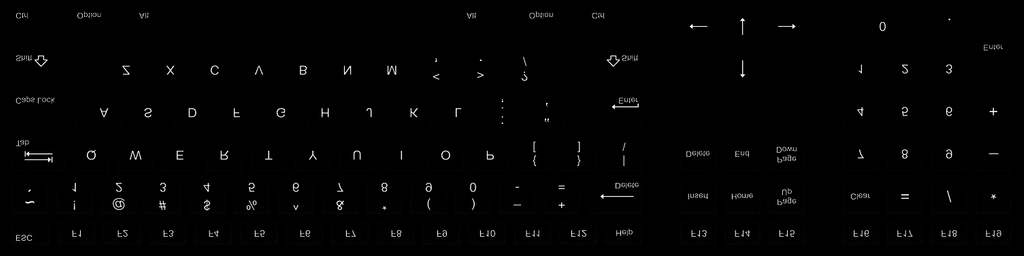 Ctrl Option Alt Alt Option Ctrl 0 .
Enter
Shift Shift
Z X C V B N M , . / 1 2 3
< > ?
Caps Lock Enter
A S D F G H J K L ; ' 4 5 6 +
: "
Tab
Q W E R T Y U I O P [ ] \ Delete End Page Down 7 8 9 −
{ } |
` 1 2 3 4 5 6 7 8 9 0 - = Delete
~ ! @ # $ % ^ & * ( ) _ + Insert Home Page Up Clear = / *
ESC F1 F2 F3 F4 F5 F6 F7 F8 F9 F10 F11 F12 Help F13 F14 F15 F16 F17 F18 F19